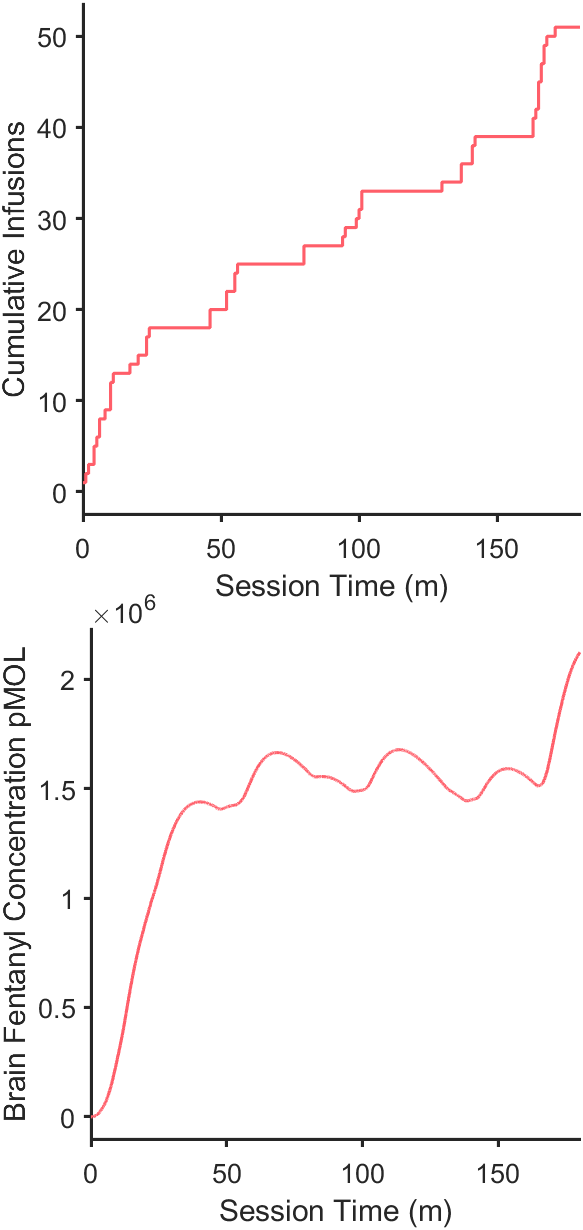 Cumulative Infusions
50
40
30
20
10
0
0 50 100 150
Session Time (m)
×10^6
Brain Fentanyl Concentration pMOL
2
1.5
1
0.5
0
0 50 100 150
Session Time (m)